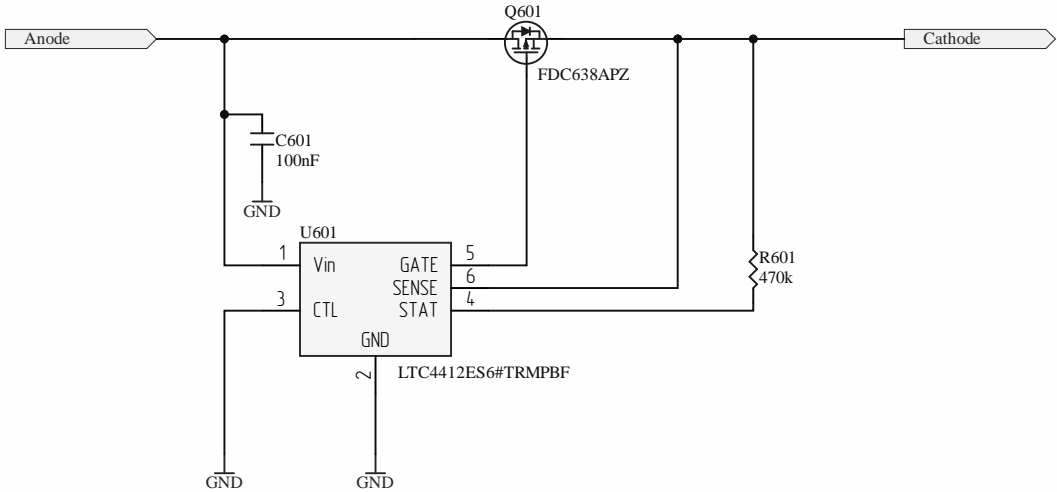 Q601
Anode
Cathode
FDC638APZ
C601
100nF
GND
U601
1
5
Vin
GATE
R601
470k
6
SENSE
3
4
CTL
STAT
GND
2
LTC4412ES6#TRMPBF
GND
GND